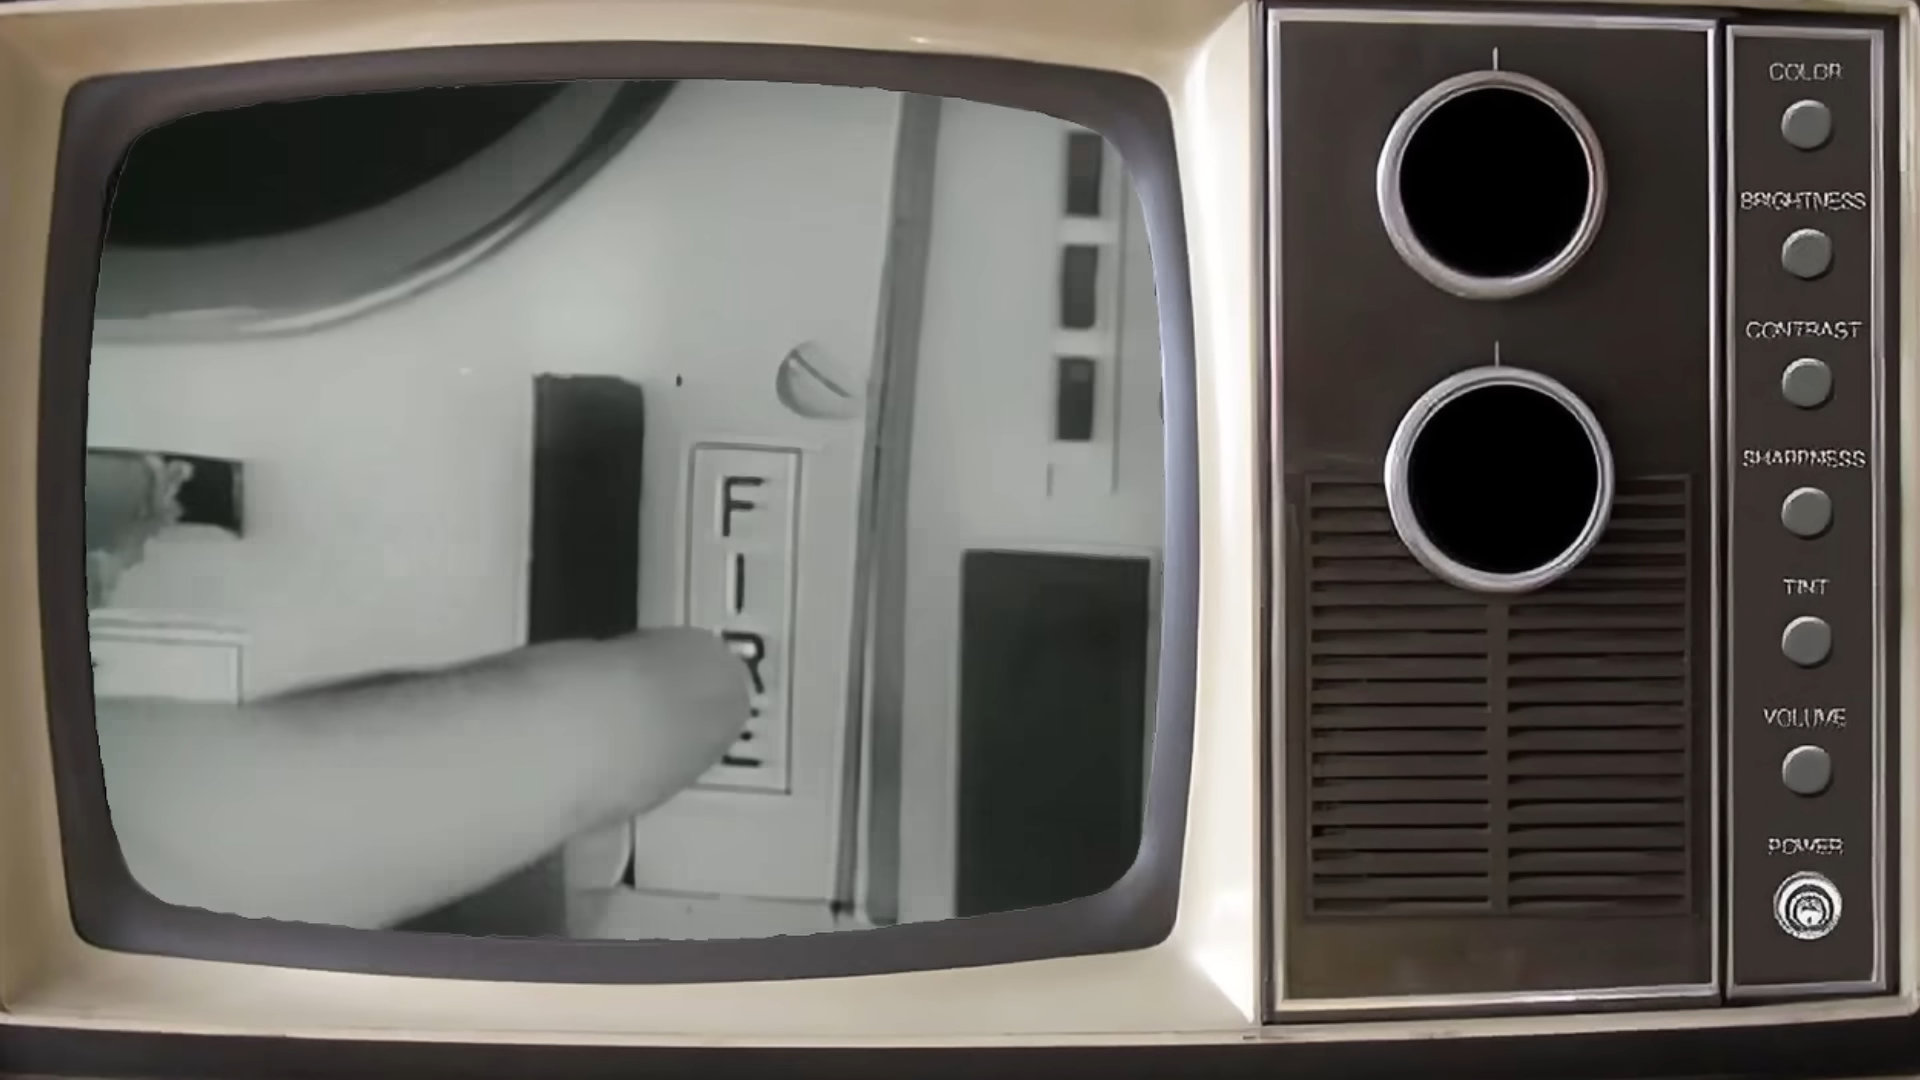 FIRE
COLOR
BRIGHTNESS
CONTRAST
SHARPNESS
TINT
VOLUME
POWER